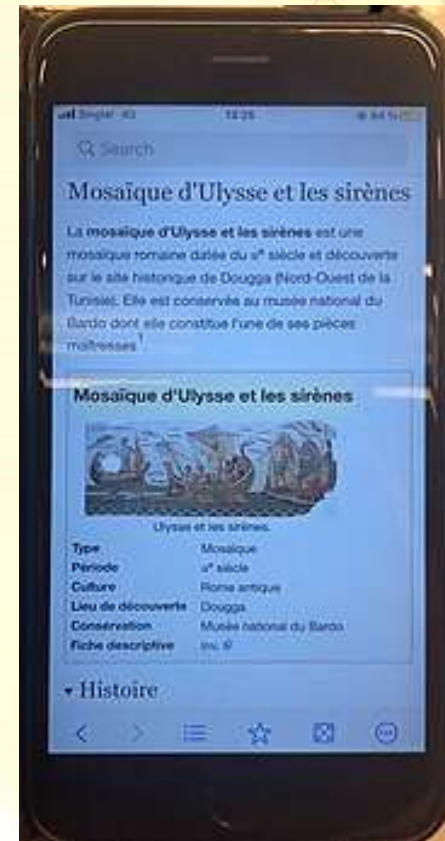 Search
Mosaïque d'Ulysse et les sirènes
La mosaïque d'Ulysse et les sirènes est une
mosaïque romaine datée du siècle et découverte
sur le site historique de Dougga (Nord-Ouest de la
Tunisie). Elle est conservée au musée national du
Bardo dont elle constitue l'une de ses pièces
maîtresses¹.
Mosaïque d'Ulysse et les sirènes
Ulysse et les sirènes.
Type Mosaïque
Période siècle
Culture Rome antique
Lieu de découverte Dougga
Conservation Musée national du Bardo
Fiche descriptive
Histoire